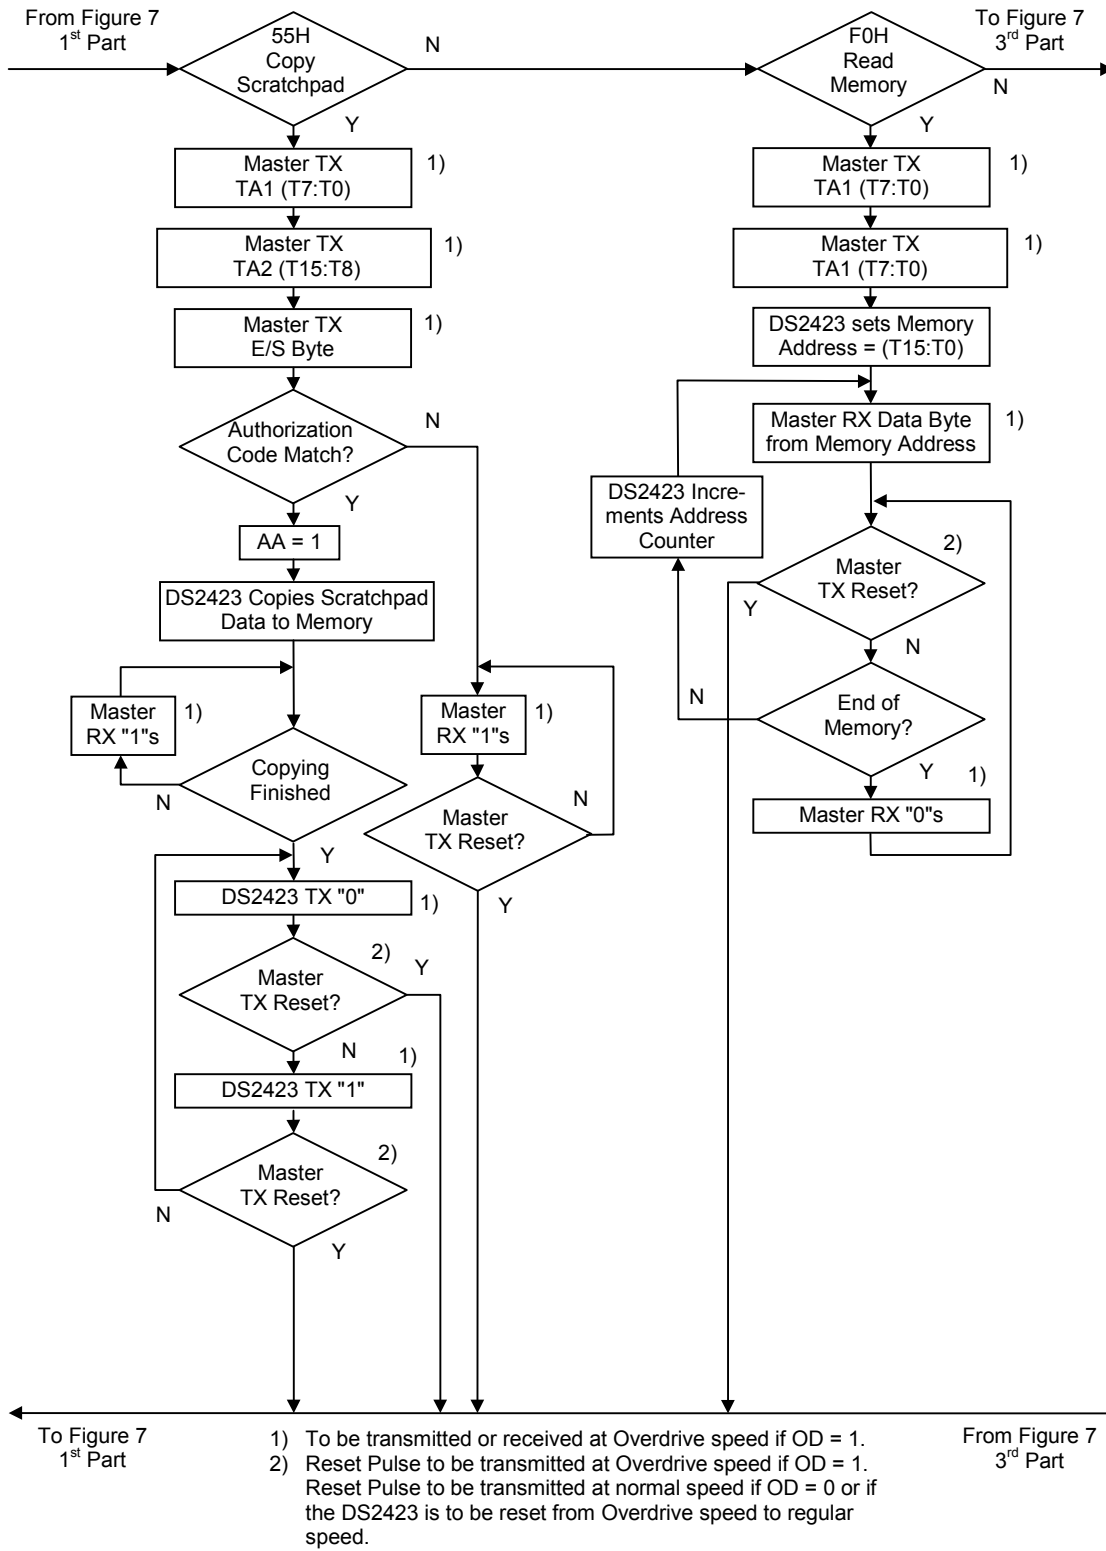 From Figure 7
1st Part
55H
Copy
Scratchpad
N
Y
Master TX
TA1 (T7:T0)
1)
Master TX
TA2 (T15:T8)
1)
Master TX
E/S Byte
1)
Authorization
Code Match?
N
Y
AA = 1
DS2423 Copies Scratchpad
Data to Memory
Master
RX "1"s
1)
Copying
Finished
N
Y
DS2423 TX "0"
1)
Master
TX Reset?
2)
Y
N
DS2423 TX "1"
1)
Master
TX Reset?
2)
N
Y
Master
RX "1"s
1)
Master
TX Reset?
N
Y
F0H
Read
Memory
To Figure 7
3rd Part
N
Y
Master TX
TA1 (T7:T0)
1)
Master TX
TA1 (T7:T0)
1)
DS2423 sets Memory
Address = (T15:T0)
Master RX Data Byte
from Memory Address
1)
DS2423 Incre-
ments Address
Counter
Master
TX Reset?
2)
Y
N
End of
Memory?
N
Y
1)
Master RX "0"s
To Figure 7
1st Part
From Figure 7
3rd Part
1) To be transmitted or received at Overdrive speed if OD = 1.
2) Reset Pulse to be transmitted at Overdrive speed if OD = 1.
Reset Pulse to be transmitted at normal speed if OD = 0 or if
the DS2423 is to be reset from Overdrive speed to regular
speed.